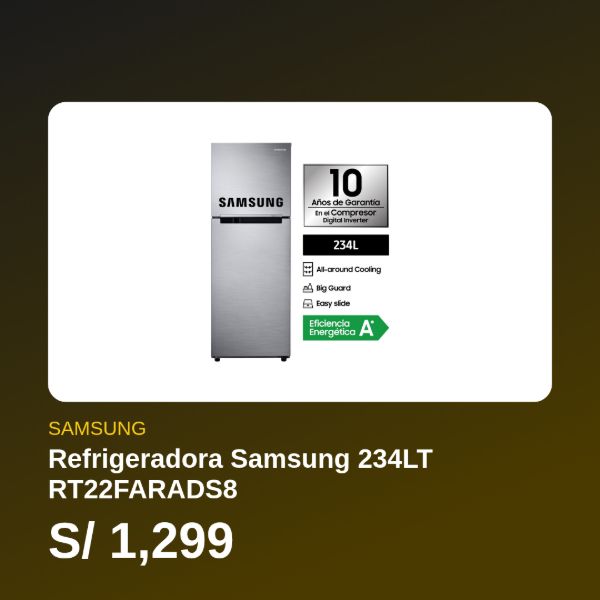 SAMSUNG
10
Años de Garantía
En el Compresor
Digital Inverter
234L
All-around Cooling
Big Guard
Easy slide
Eficiencia
Energética A+
SAMSUNG
Refrigeradora Samsung 234LT
RT22FARADS8
S/ 1,299